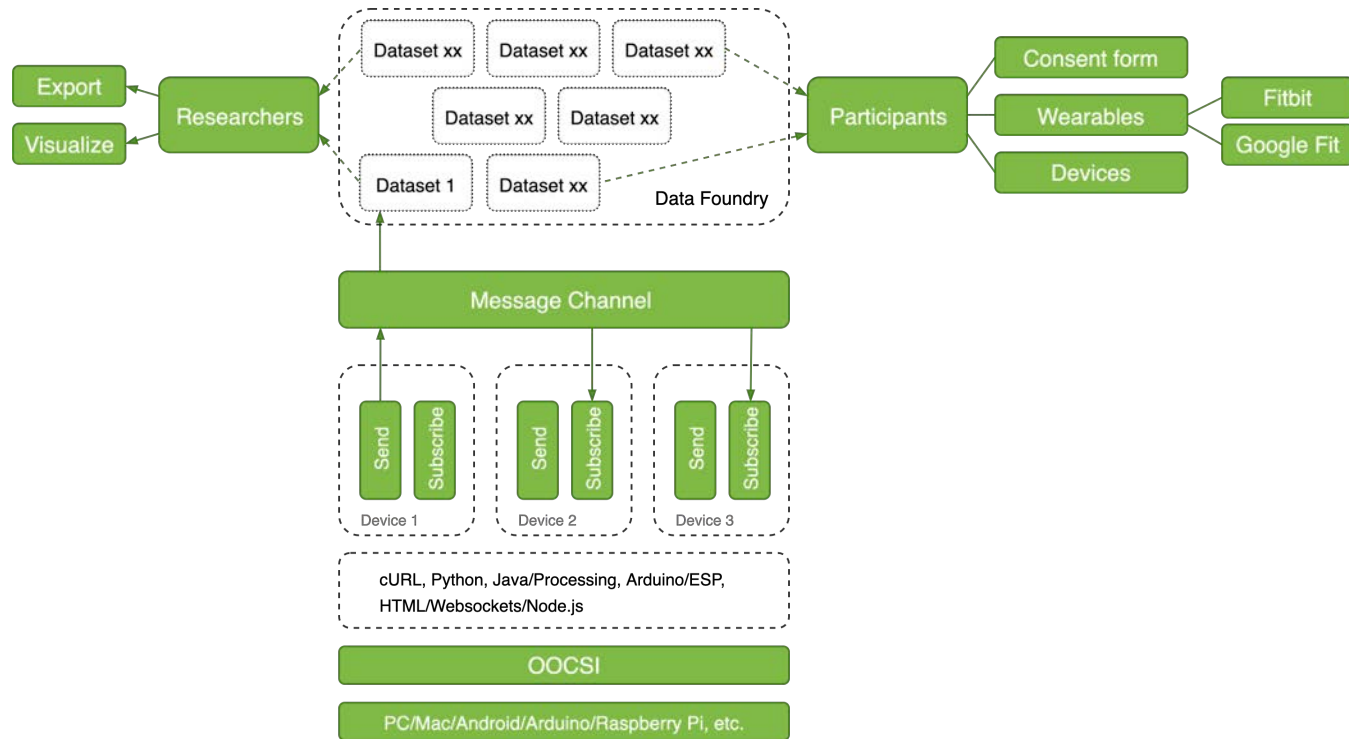 Dataset xx
Dataset xx
Dataset xx
Export
Visualize
Researchers
Dataset xx
Dataset xx
Participants
Consent form
Wearables
Devices
Fitbit
Google Fit
Dataset 1
Dataset xx
Data Foundry
Message Channel
Send
Subscribe
Device 1
Send
Subscribe
Device 2
Send
Subscribe
Device 3
cURL, Python, Java/Processing, Arduino/ESP,
HTML/Websockets/Node.js
OOCSI
PC/Mac/Android/Arduino/Raspberry Pi, etc.